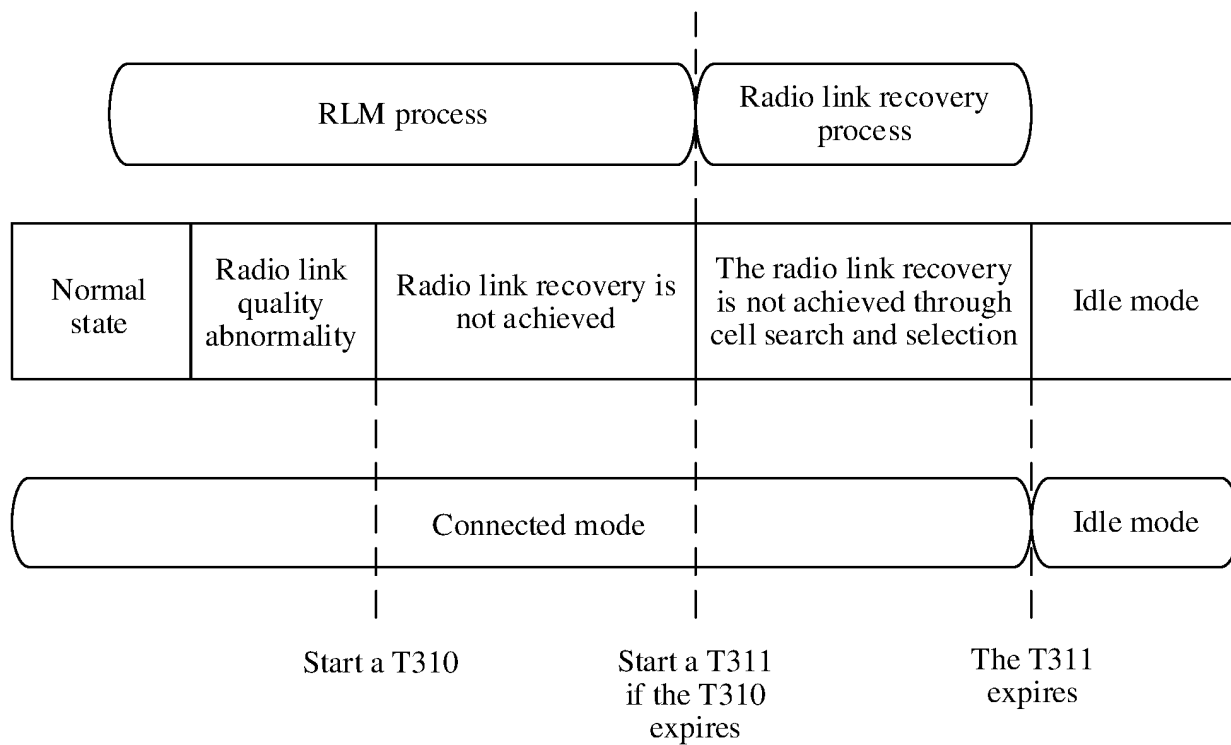 RLM process
Radio link recovery
process
Normal
state
Radio link
quality
abnormality
Radio link recovery is
not achieved
The radio link recovery
is not achieved through
cell search and selection
Idle mode
Connected mode
Idle mode
Start a T310
Start a T311
if the T310
expires
The T311
expires